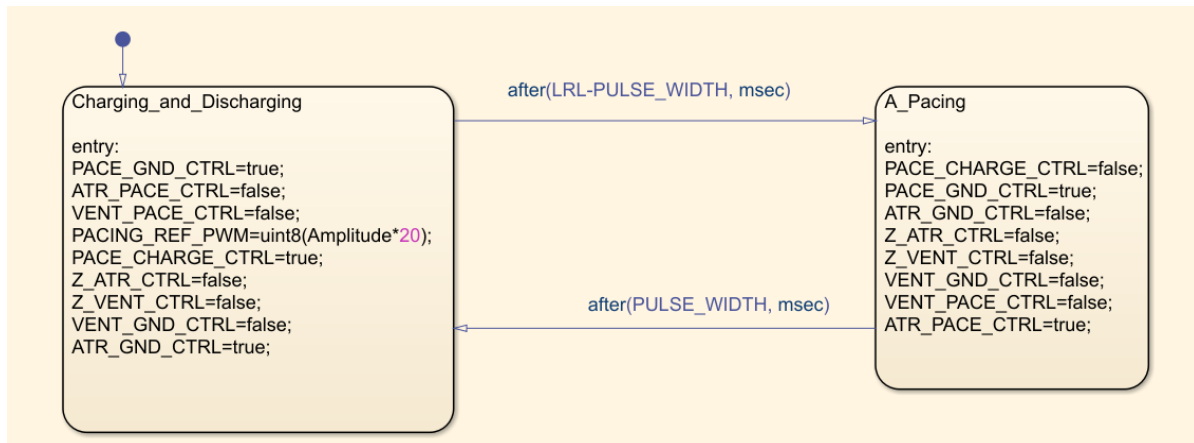 after(LRL-PULSE_WIDTH, msec)
Charging_and_Discharging
entry:
PACE_GND_CTRL=true;
ATR_PACE_CTRL=false;
VENT_PACE_CTRL=false;
PACING_REF_PWM=uint8(Amplitude*20);
PACE_CHARGE_CTRL=true;
Z_ATR_CTRL=false;
Z_VENT_CTRL=false;
VENT_GND_CTRL=false;
ATR_GND_CTRL=true;
A_Pacing
entry:
PACE_CHARGE_CTRL=false;
PACE_GND_CTRL=true;
ATR_GND_CTRL=false;
Z_ATR_CTRL=false;
Z_VENT_CTRL=false;
VENT_GND_CTRL=false;
VENT_PACE_CTRL=false;
ATR_PACE_CTRL=true;
after(PULSE_WIDTH, msec)